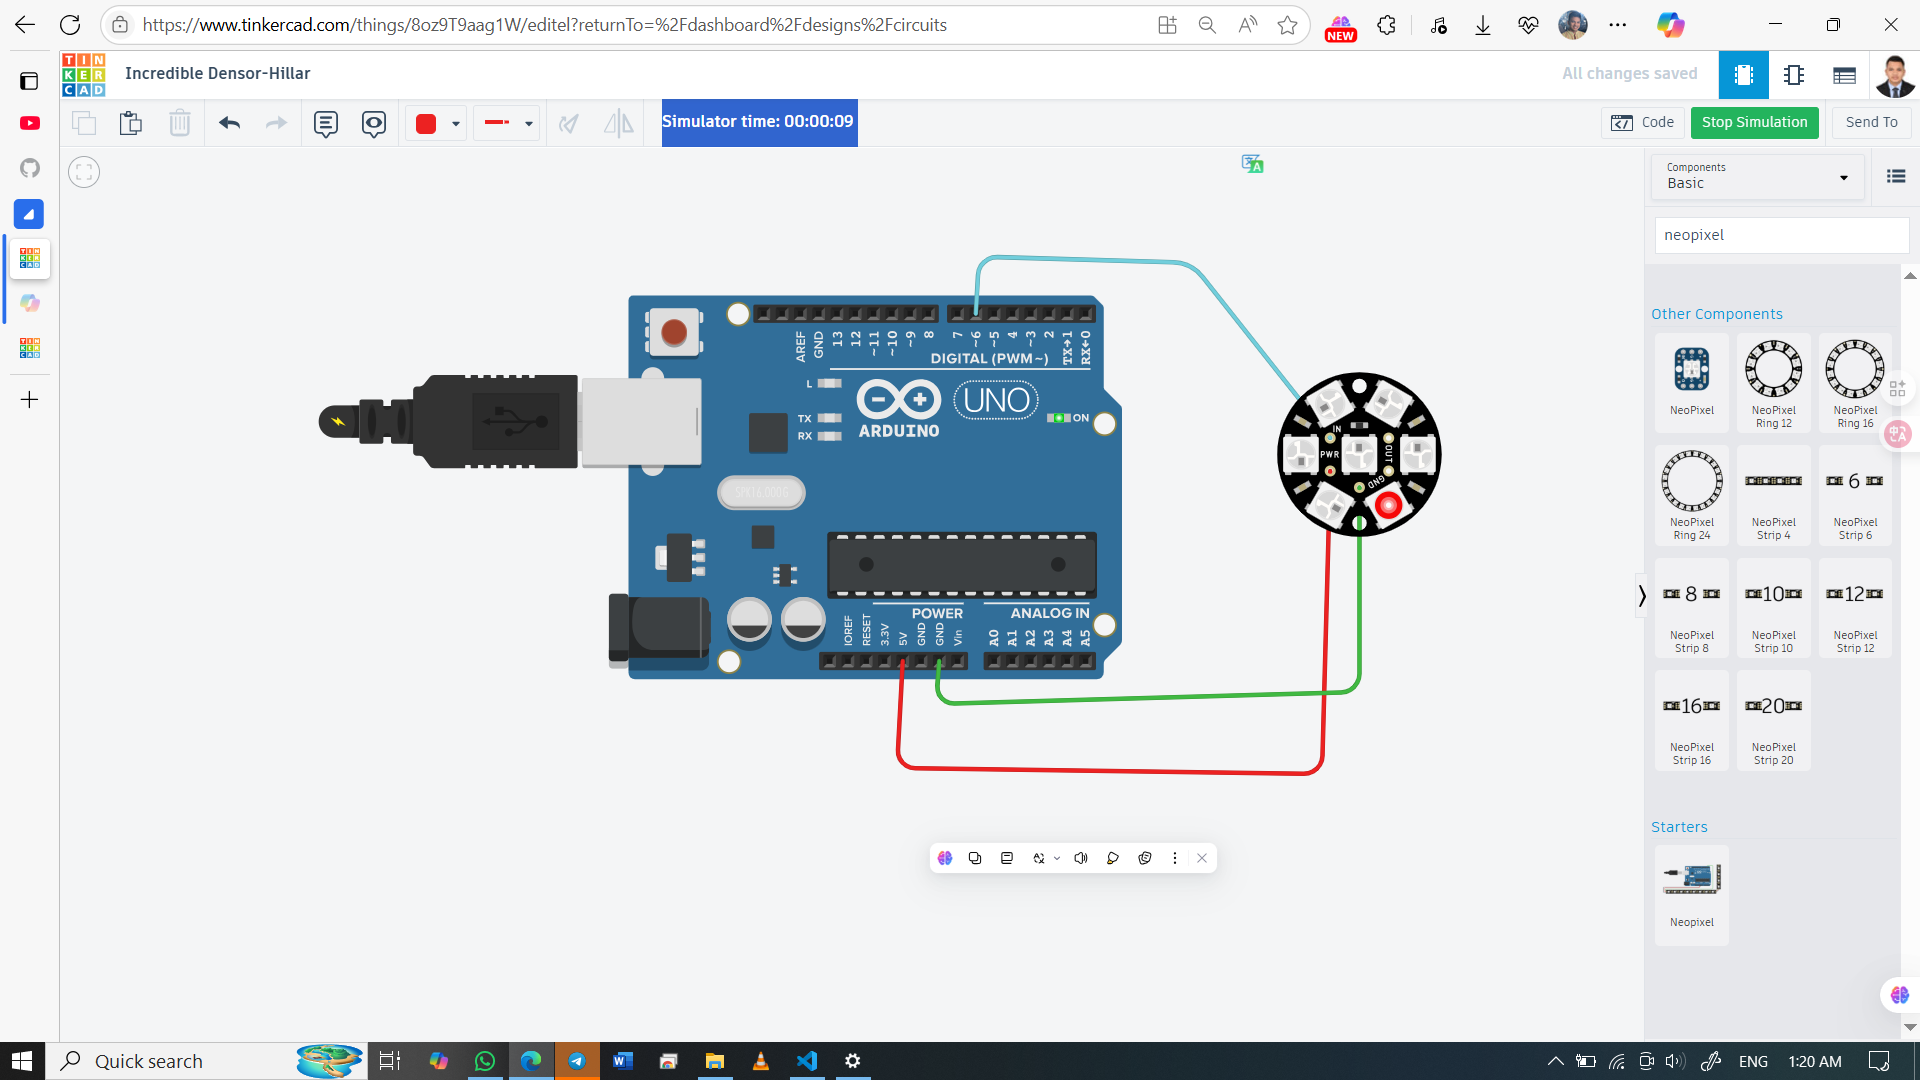 https://www.tinkercad.com/things/8oz9T9aag1W/editel?returnTo=%2Fdashboard%2Fdesigns%2Fcircuits
NEW
TIN
KER
CAD
Incredible Densor-Hillar
All changes saved
Simulator time: 00:00:09
Code
Stop Simulation
Send To
Components
Basic
neopixel
Other Components
NeoPixel
NeoPixel
Ring 12
NeoPixel
Ring 16
NeoPixel
Ring 24
NeoPixel
Strip 4
6
NeoPixel
Strip 6
8
NeoPixel
Strip 8
10
NeoPixel
Strip 10
12
NeoPixel
Strip 12
16
NeoPixel
Strip 16
20
NeoPixel
Strip 20
Starters
Neopixel
AREF
GND
13
12
~11
~10
~9
8
7
~6
~5
4
~3
2
TX→1
RX←0
DIGITAL (PWM~)
L
TX
RX
ARDUINO
UNO
ON
SPK16.000G
POWER
ANALOG IN
IOREF
RESET
3.3V
5V
GND
GND
Vin
A0
A1
A2
A3
A4
A5
IN
PWR
OUT
GND
Quick search
ENG
1:20 AM